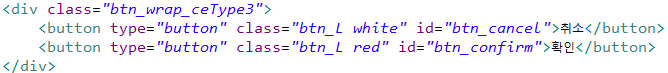 <div class="btn_wrap_ceType3">
    <button type="button" class="btn_L white" id="btn_cancel">취소</button>
    <button type="button" class="btn_L red" id="btn_confirm">확인</button>
</div>